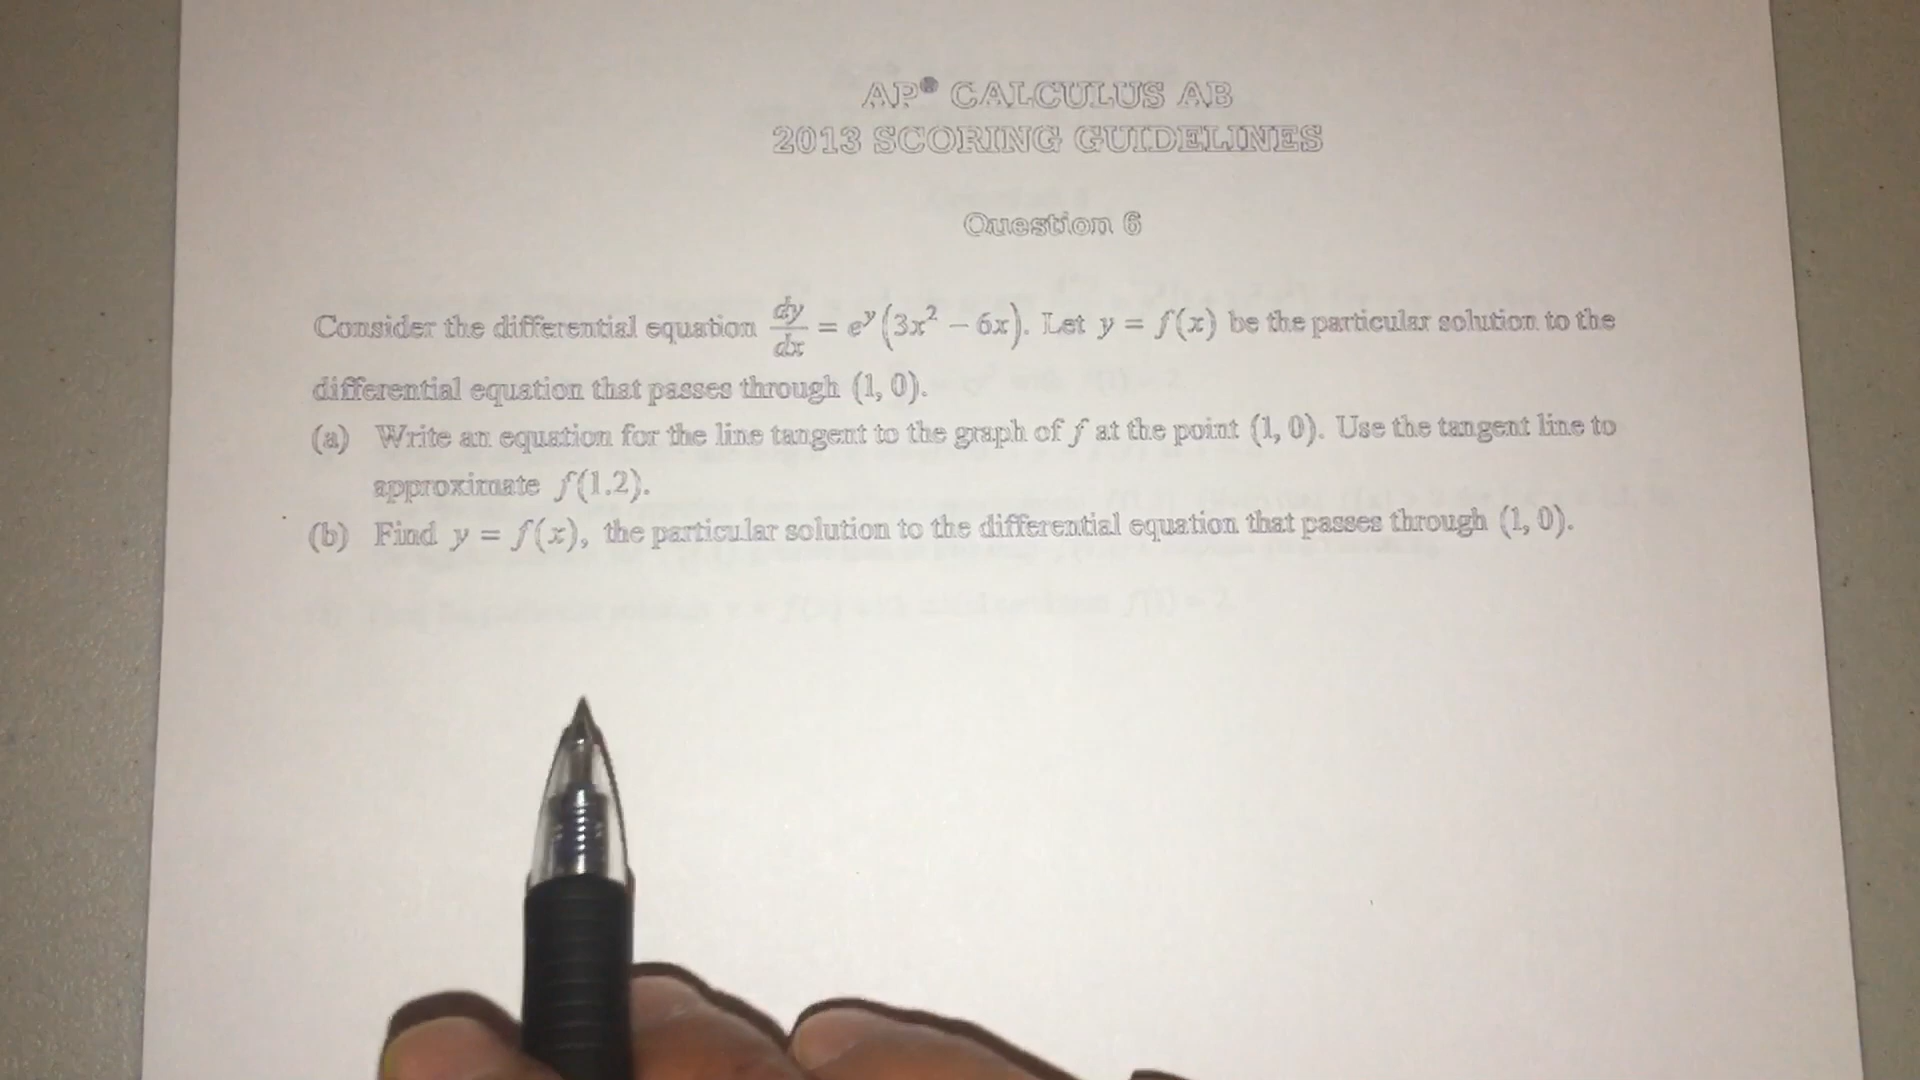 AP® CALCULUS AB
2013 SCORING GUIDELINES
Question 6
Consider the differential equation dy/dx = e^y(3x² − 6x). Let y = f(x) be the particular solution to the
differential equation that passes through (1, 0).
(a) Write an equation for the line tangent to the graph of f at the point (1, 0). Use the tangent line to
approximate f(1.2).
(b) Find y = f(x), the particular solution to the differential equation that passes through (1, 0).